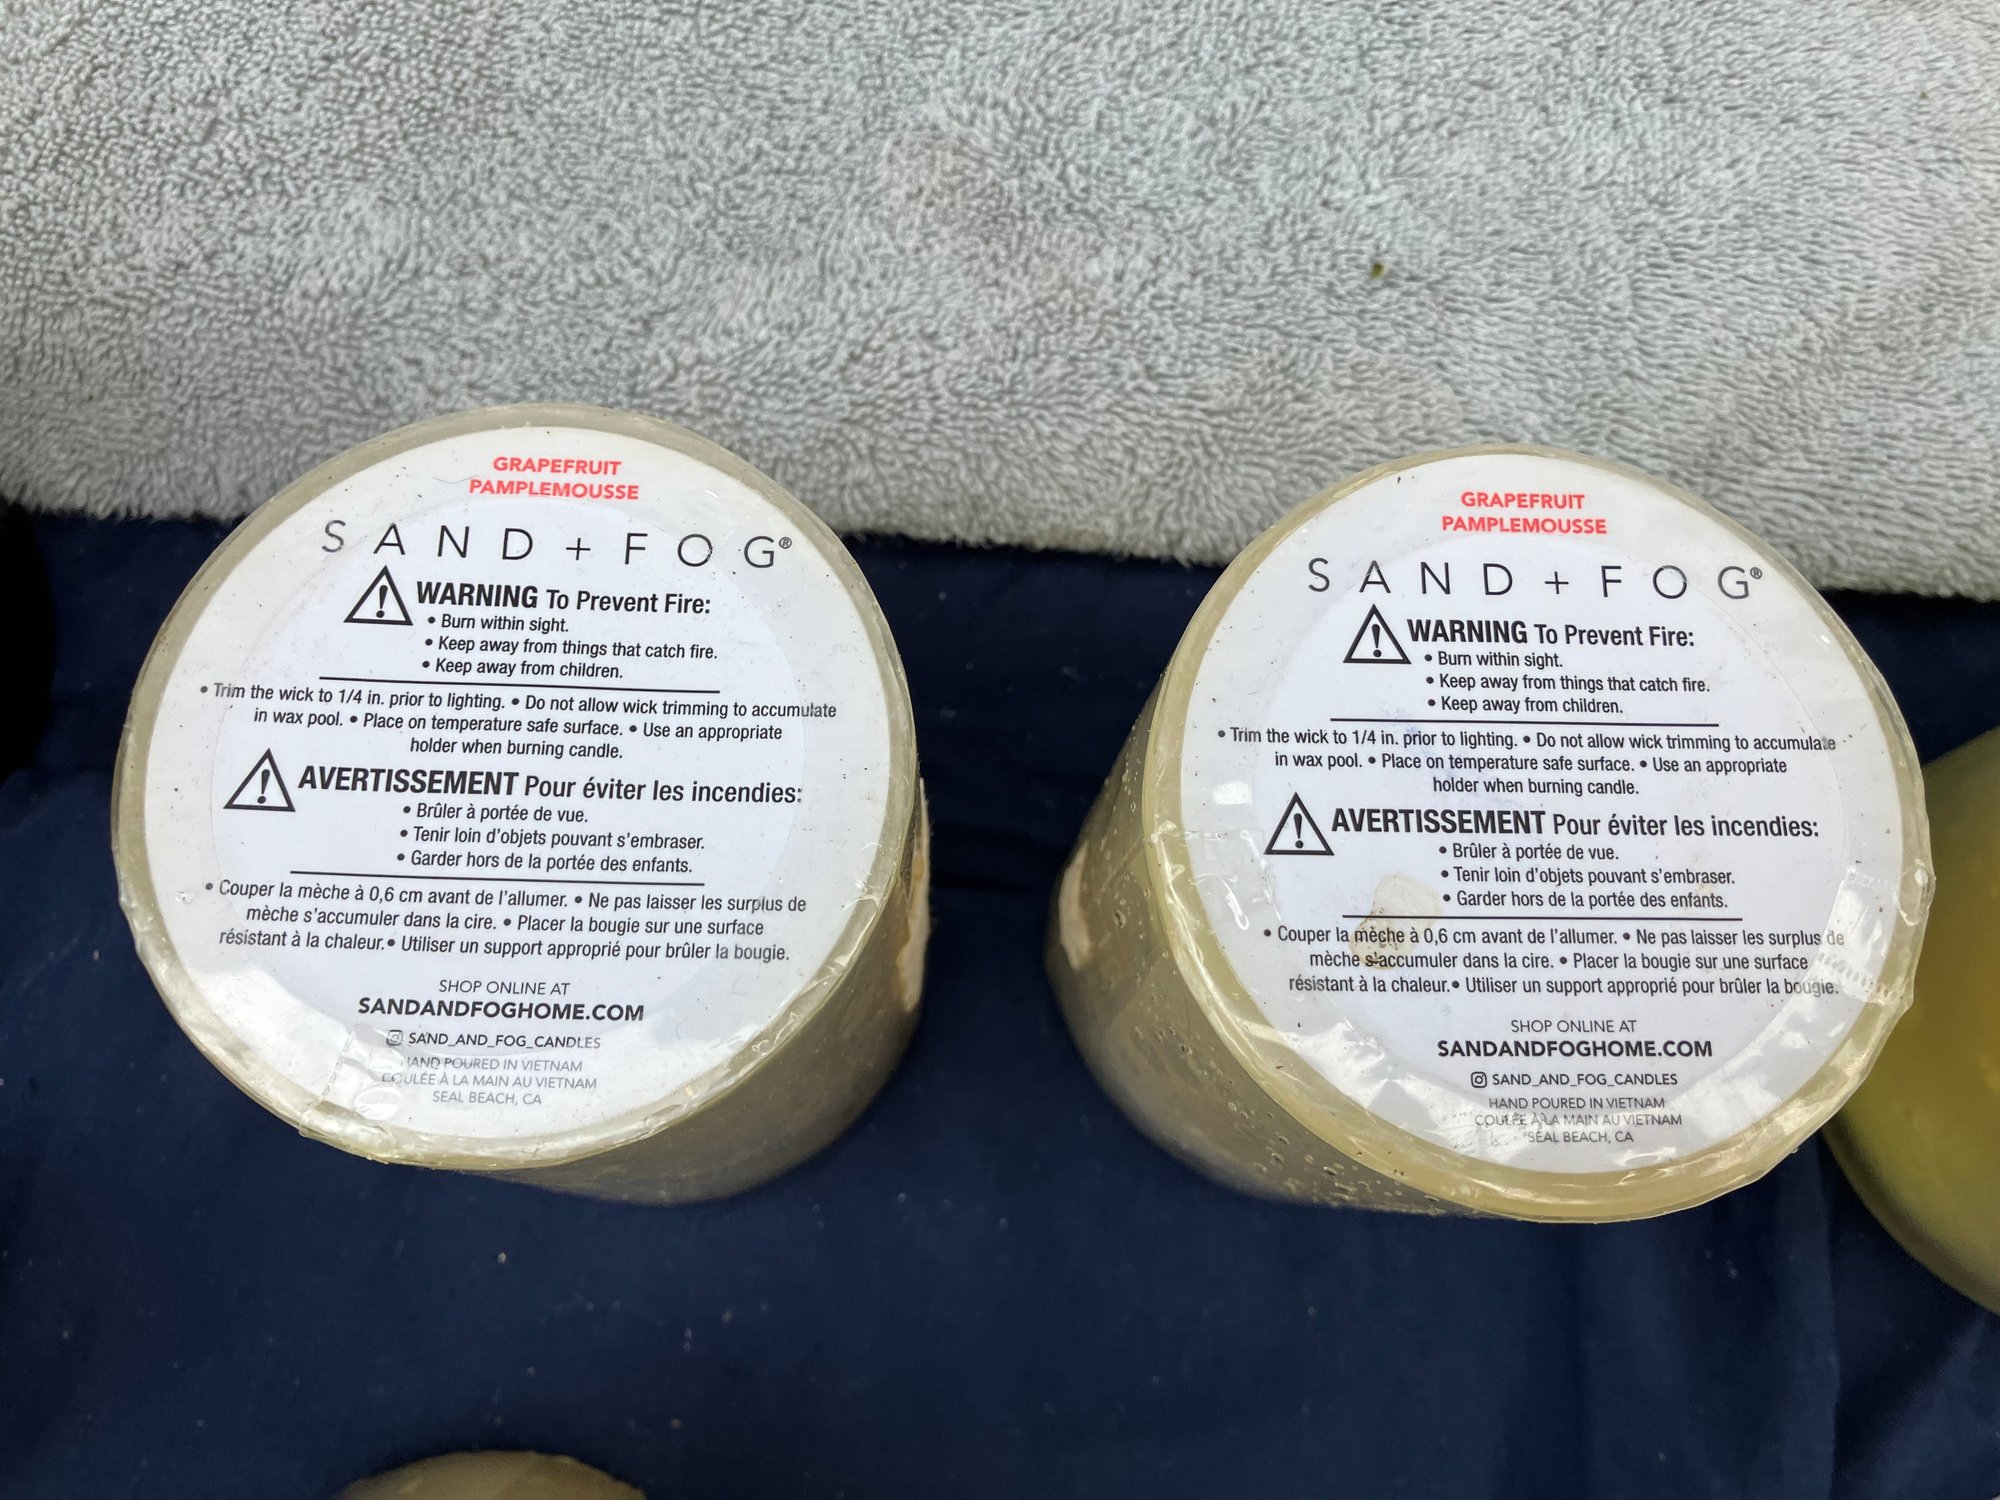 GRAPEFRUIT
PAMPLEMOUSSE
SAND + FOG®
WARNING To Prevent Fire:
• Burn within sight.
• Keep away from things that catch fire.
• Keep away from children.
• Trim the wick to 1/4 in. prior to lighting. • Do not allow wick trimming to accumulate
in wax pool. • Place on temperature safe surface. • Use an appropriate
holder when burning candle.
AVERTISSEMENT Pour éviter les incendies:
• Brûler à portée de vue.
• Tenir loin d'objets pouvant s'embraser.
• Garder hors de la portée des enfants.
• Couper la mèche à 0,6 cm avant de l'allumer. • Ne pas laisser les surplus de
mèche s'accumuler dans la cire. • Placer la bougie sur une surface
résistant à la chaleur.• Utiliser un support approprié pour brûler la bougie.
SHOP ONLINE AT
SANDANDFOGHOME.COM
SAND_AND_FOG_CANDLES
HAND POURED IN VIETNAM
COULÉE À LA MAIN AU VIETNAM
SEAL BEACH, CA
GRAPEFRUIT
PAMPLEMOUSSE
SAND + FOG®
WARNING To Prevent Fire:
• Burn within sight.
• Keep away from things that catch fire.
• Keep away from children.
• Trim the wick to 1/4 in. prior to lighting. • Do not allow wick trimming to accumulate
in wax pool. • Place on temperature safe surface. • Use an appropriate
holder when burning candle.
AVERTISSEMENT Pour éviter les incendies:
• Brûler à portée de vue.
• Tenir loin d'objets pouvant s'embraser.
• Garder hors de la portée des enfants.
• Couper la mèche à 0,6 cm avant de l'allumer. • Ne pas laisser les surplus de
mèche s'accumuler dans la cire. • Placer la bougie sur une surface
résistant à la chaleur.• Utiliser un support approprié pour brûler la bougie.
SHOP ONLINE AT
SANDANDFOGHOME.COM
SAND_AND_FOG_CANDLES
HAND POURED IN VIETNAM
COULÉE À LA MAIN AU VIETNAM
SEAL BEACH, CA